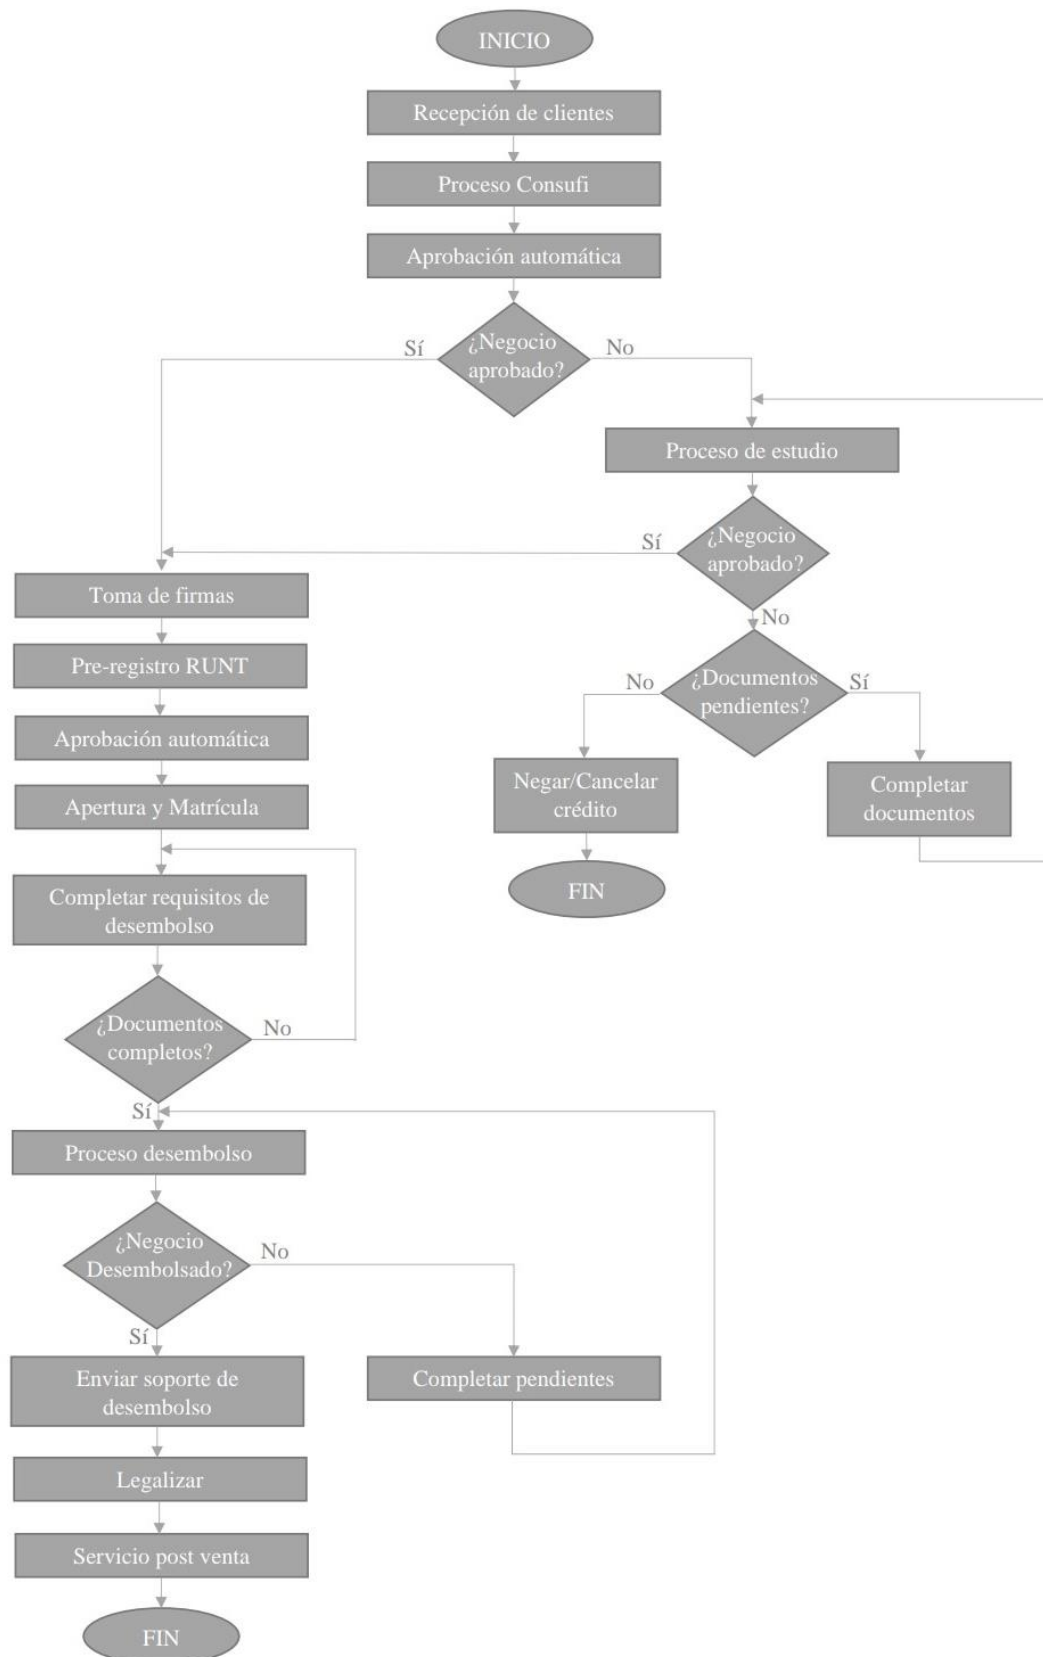 INICIO
Recepción de clientes
Proceso Consufi
Aprobación automática
¿Negocio
aprobado?
Sí
No
Proceso de estudio
¿Negocio
aprobado?
Sí
No
¿Documentos
pendientes?
No
Sí
Negar/Cancelar
crédito
FIN
Completar
documentos
Toma de firmas
Pre-registro RUNT
Aprobación automática
Apertura y Matrícula
Completar requisitos de
desembolso
¿Documentos
completos?
No
Sí
Proceso desembolso
¿Negocio
Desembolsado?
No
Sí
Completar pendientes
Enviar soporte de
desembolso
Legalizar
Servicio post venta
FIN